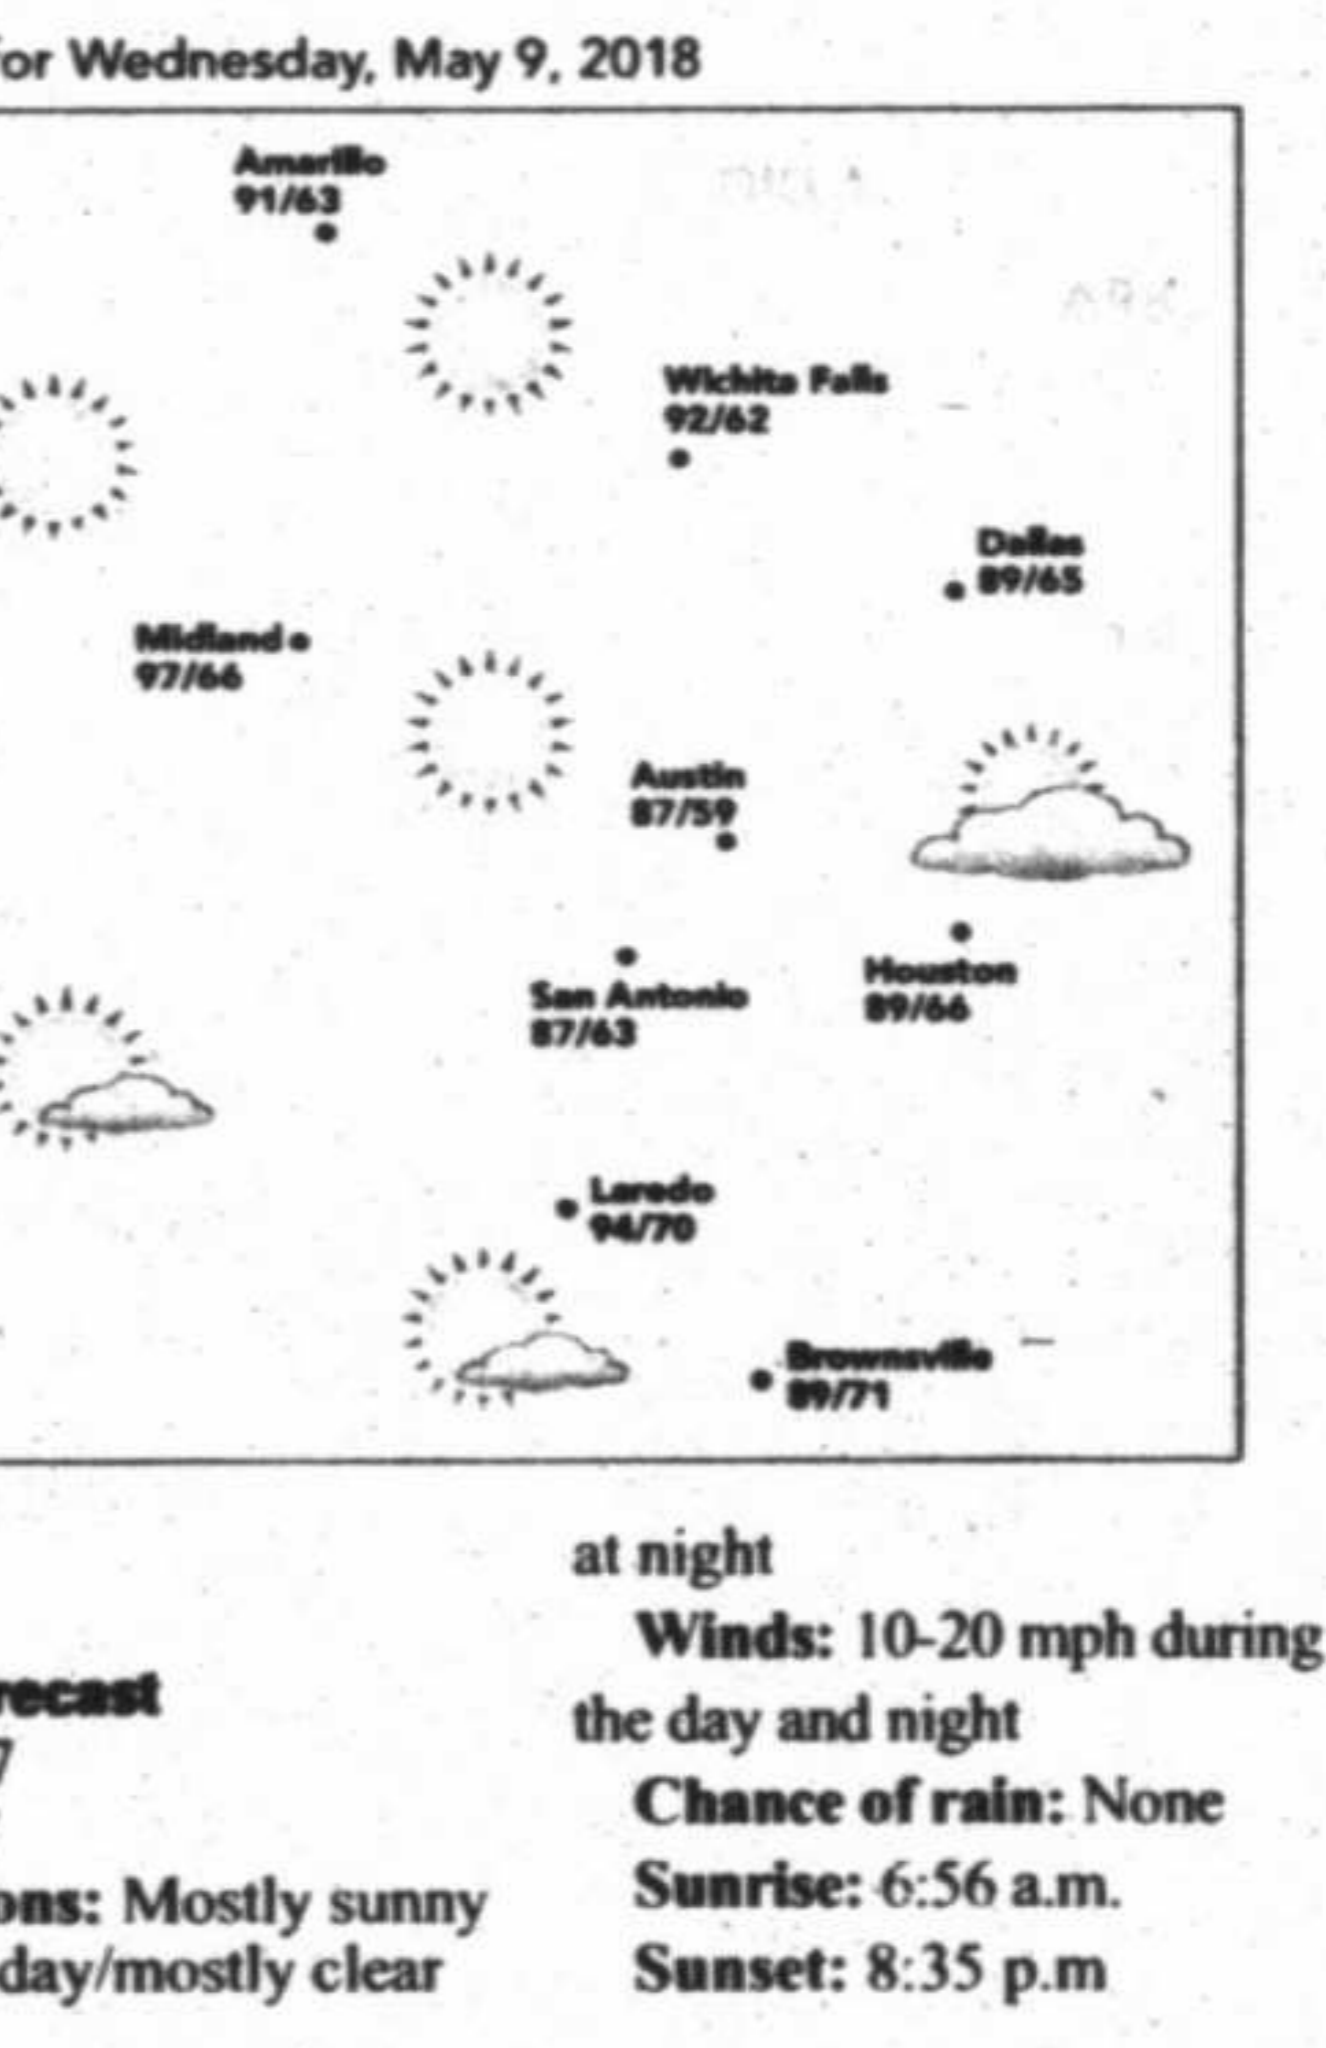 for Wednesday, May 9, 2018
Amarillo
91/63
Wichita Falls
92/62
Dallas
89/65
Midland
97/66
Austin
87/59
San Antonio
87/63
Houston
89/66
Laredo
94/70
Brownsville
89/71
recast
7
ons: Mostly sunny
day/mostly clear
at night
Winds: 10-20 mph during
the day and night
Chance of rain: None
Sunrise: 6:56 a.m.
Sunset: 8:35 p.m